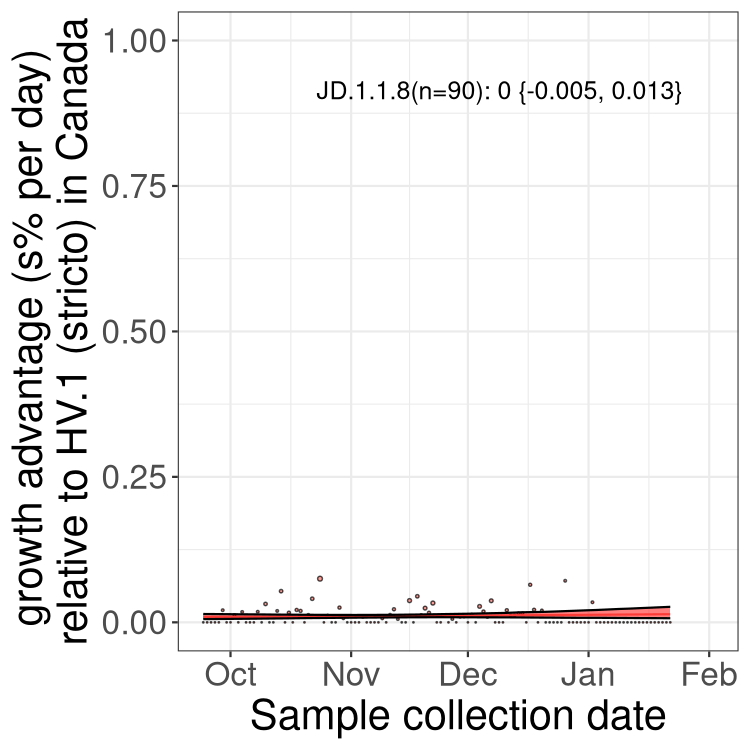 growth advantage (s% per day)
relative to HV.1 (stricto) in Canada
1.00
0.75
0.50
0.25
0.00
JD.1.1.8(n=90): 0 {-0.005, 0.013}
Oct
Nov
Dec
Jan
Feb
Sample collection date